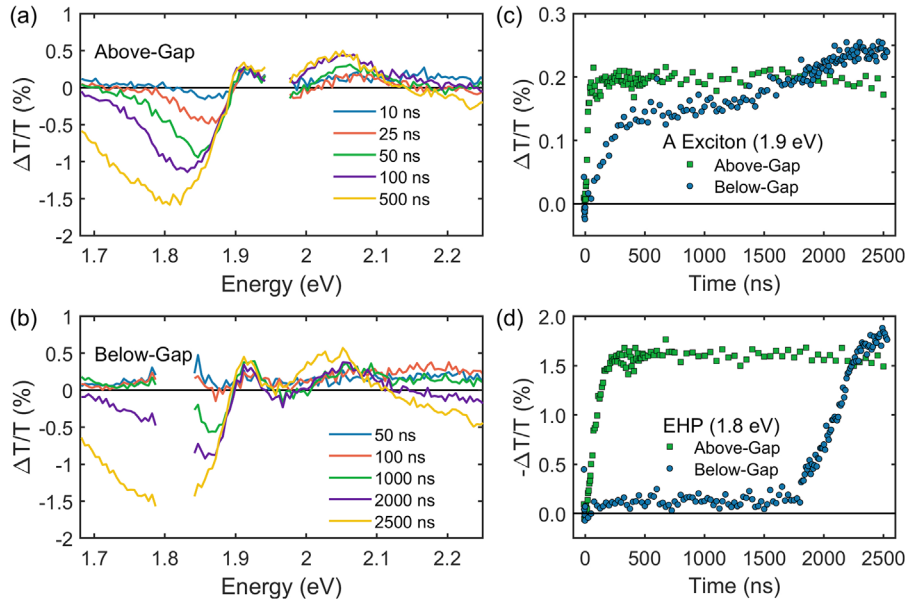 (a)
Above-Gap
ΔT/T (%)
1
0.5
0
-0.5
-1
-1.5
-2
10 ns
25 ns
50 ns
100 ns
500 ns
1.7 1.8 1.9 2 2.1 2.2
Energy (eV)
(c)
ΔT/T (%)
0.3
0.2
0.1
0.0
A Exciton (1.9 eV)
Above-Gap
Below-Gap
0 500 1000 1500 2000 2500
Time (ns)
(b)
Below-Gap
ΔT/T (%)
1
0.5
0
-0.5
-1
-1.5
-2
50 ns
100 ns
1000 ns
2000 ns
2500 ns
1.7 1.8 1.9 2 2.1 2.2
Energy (eV)
(d)
-ΔT/T (%)
2.0
1.5
1.0
0.5
0.0
EHP (1.8 eV)
Above-Gap
Below-Gap
0 500 1000 1500 2000 2500
Time (ns)